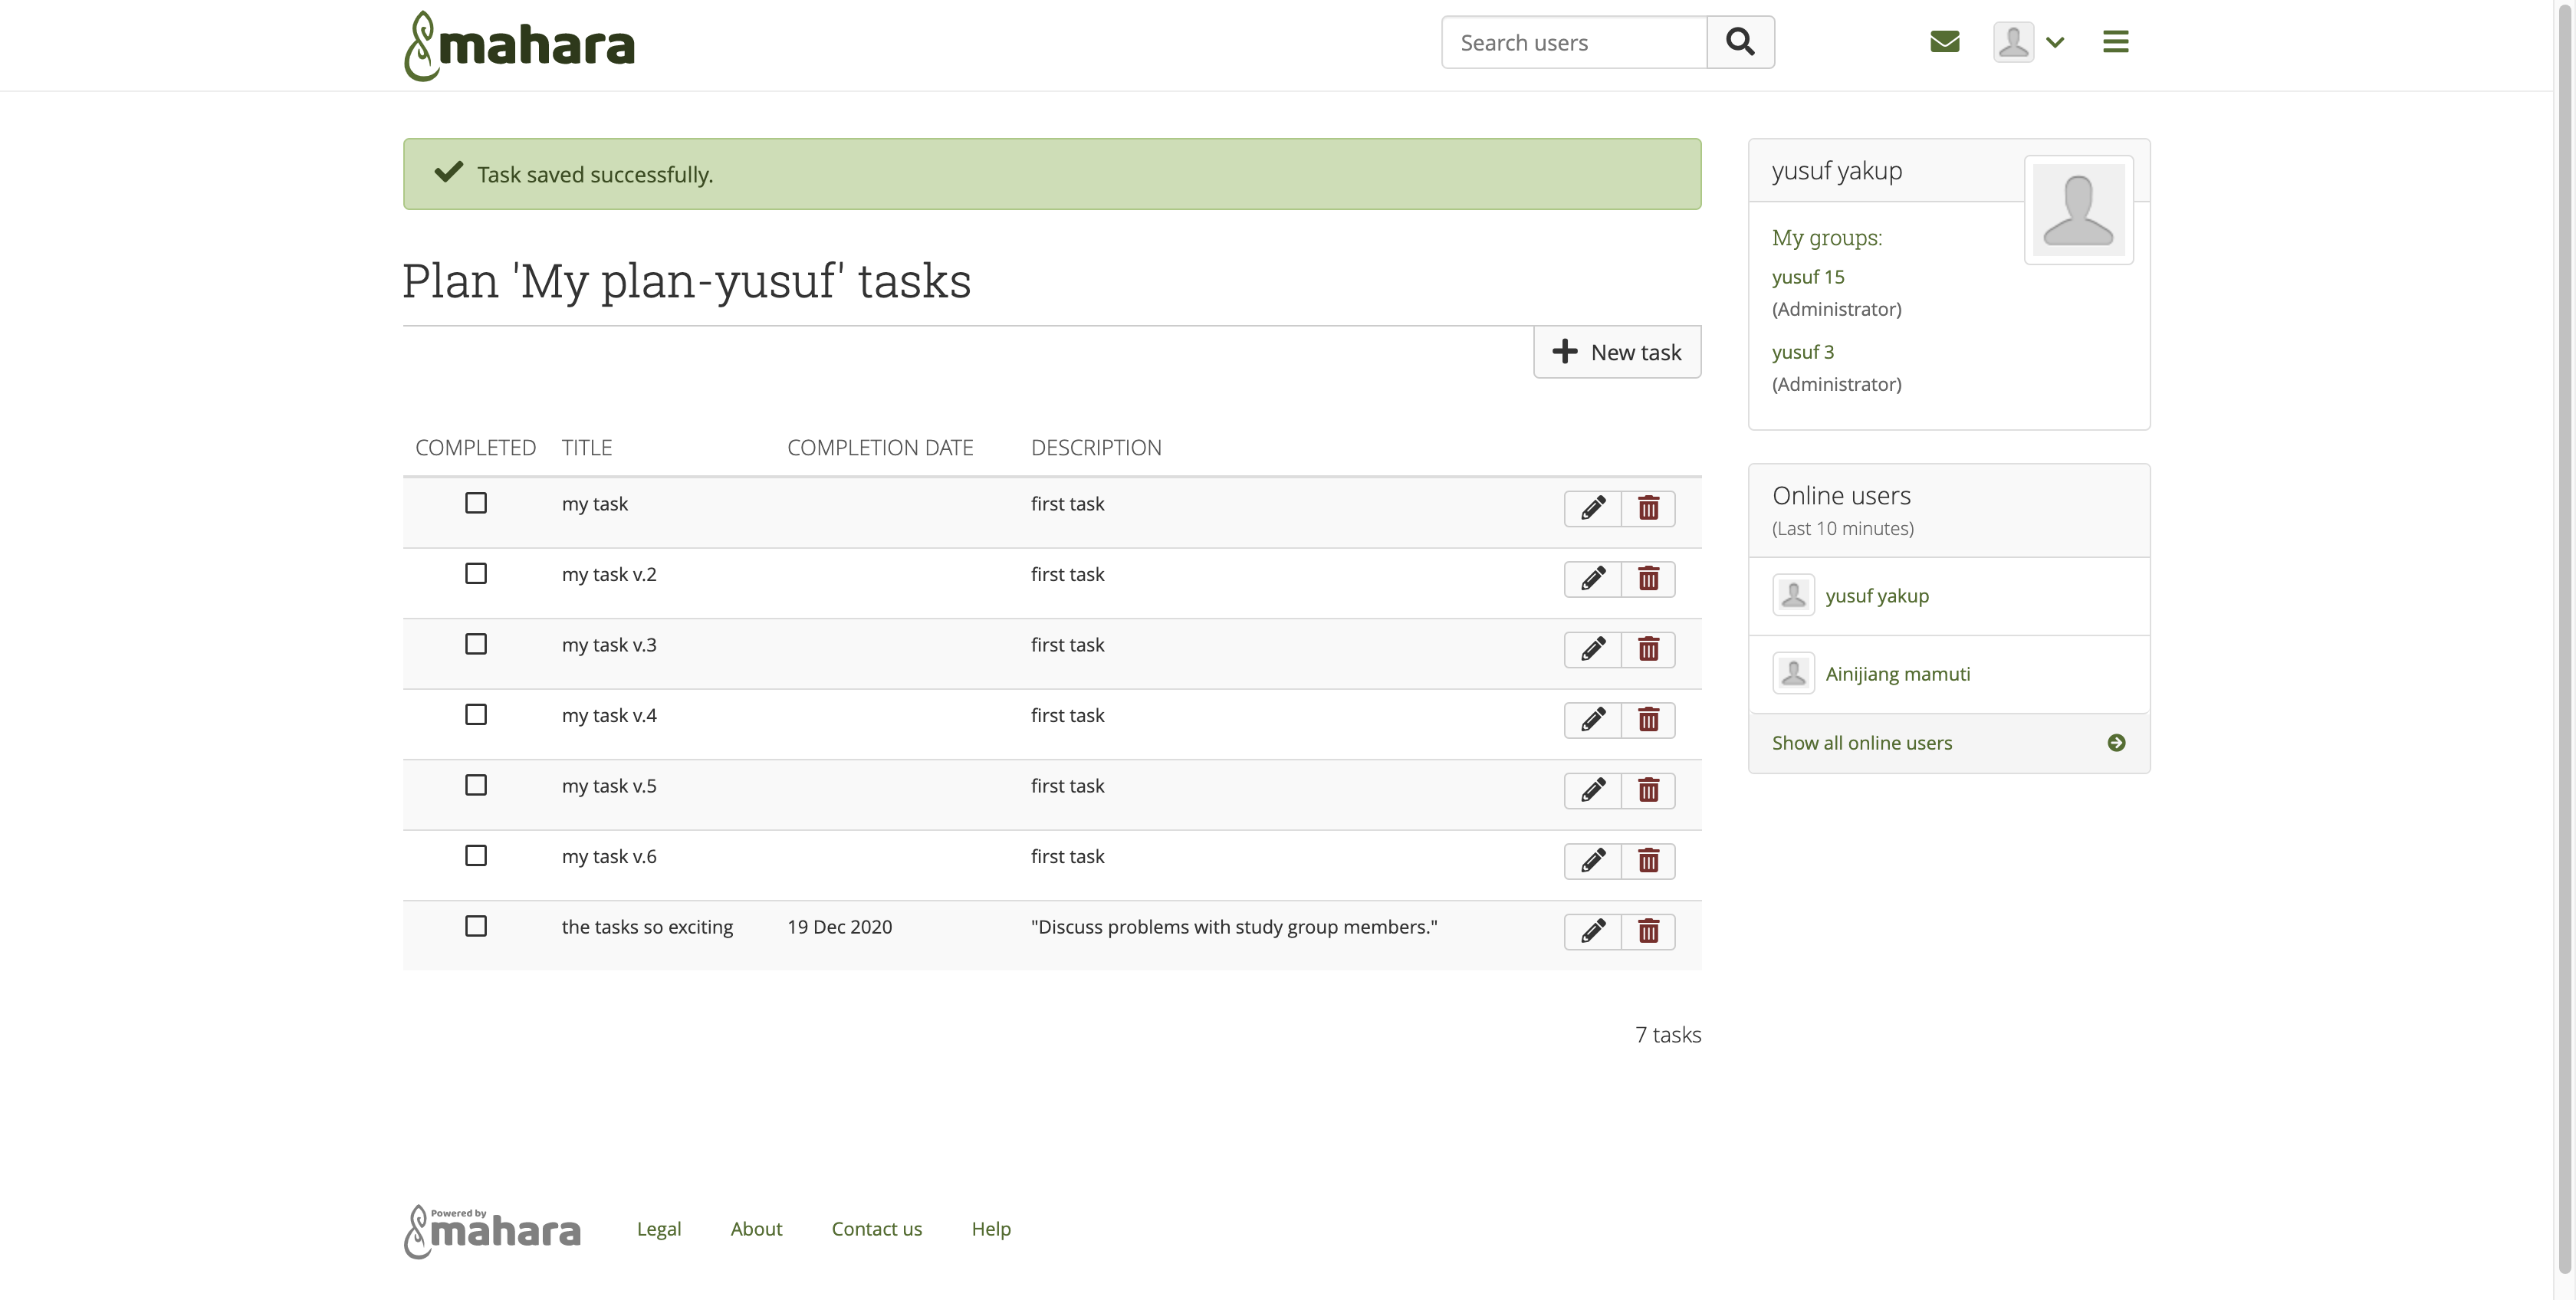 mahara
Search users
Task saved successfully.
Plan 'My plan-yusuf' tasks
New task
COMPLETED TITLE COMPLETION DATE DESCRIPTION
my task first task
my task v.2 first task
my task v.3 first task
my task v.4 first task
my task v.5 first task
my task v.6 first task
the tasks so exciting 19 Dec 2020 "Discuss problems with study group members."
7 tasks
yusuf yakup
My groups:
yusuf 15
(Administrator)
yusuf 3
(Administrator)
Online users
(Last 10 minutes)
yusuf yakup
Ainijiang mamuti
Show all online users
Powered by
mahara
Legal About Contact us Help